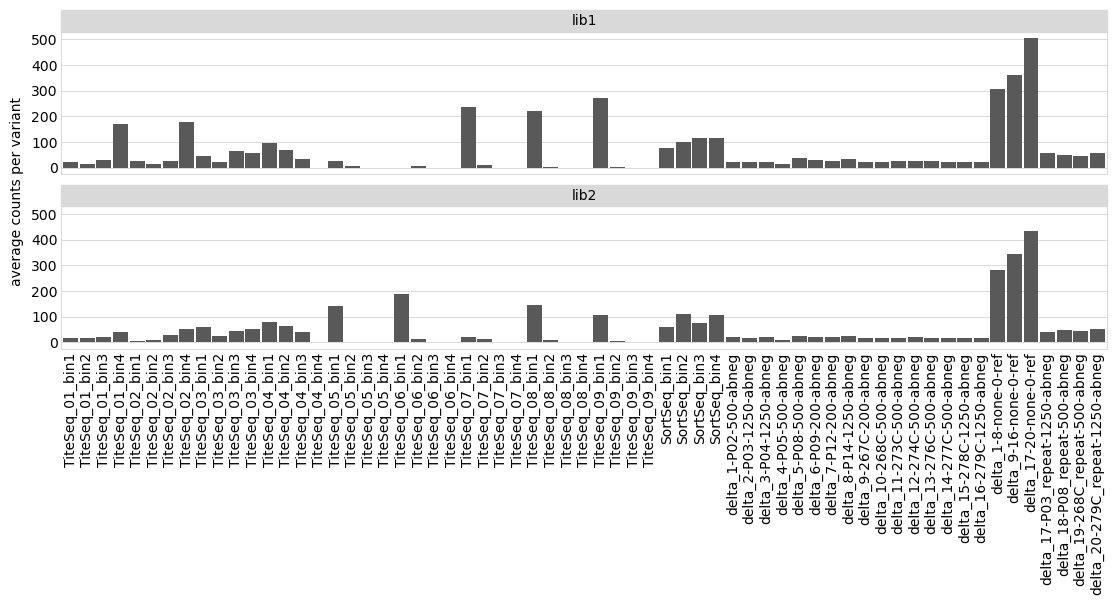 lib1
500
400
300
200
100
0
lib2
500
400
300
200
100
0
average counts per variant
TiteSeq_01_bin1
TiteSeq_01_bin2
TiteSeq_01_bin3
TiteSeq_01_bin4
TiteSeq_02_bin1
TiteSeq_02_bin2
TiteSeq_02_bin3
TiteSeq_02_bin4
TiteSeq_03_bin1
TiteSeq_03_bin2
TiteSeq_03_bin3
TiteSeq_03_bin4
TiteSeq_04_bin1
TiteSeq_04_bin2
TiteSeq_04_bin3
TiteSeq_04_bin4
TiteSeq_05_bin1
TiteSeq_05_bin2
TiteSeq_05_bin3
TiteSeq_05_bin4
TiteSeq_06_bin1
TiteSeq_06_bin2
TiteSeq_06_bin3
TiteSeq_06_bin4
TiteSeq_07_bin1
TiteSeq_07_bin2
TiteSeq_07_bin3
TiteSeq_07_bin4
TiteSeq_08_bin1
TiteSeq_08_bin2
TiteSeq_08_bin3
TiteSeq_08_bin4
TiteSeq_09_bin1
TiteSeq_09_bin2
TiteSeq_09_bin3
TiteSeq_09_bin4
SortSeq_bin1
SortSeq_bin2
SortSeq_bin3
SortSeq_bin4
delta_1-P02-500-abneg
delta_2-P03-1250-abneg
delta_3-P04-1250-abneg
delta_4-P05-500-abneg
delta_5-P08-500-abneg
delta_6-P09-200-abneg
delta_7-P12-200-abneg
delta_8-P14-1250-abneg
delta_9-267C-200-abneg
delta_10-268C-500-abneg
delta_11-273C-500-abneg
delta_12-274C-500-abneg
delta_13-276C-500-abneg
delta_14-277C-500-abneg
delta_15-278C-1250-abneg
delta_16-279C-1250-abneg
delta_1-8-none-0-ref
delta_9-16-none-0-ref
delta_17-20-none-0-ref
delta_17-P03_repeat-1250-abneg
delta_18-P08_repeat-500-abneg
delta_19-268C_repeat-500-abneg
delta_20-279C_repeat-1250-abneg